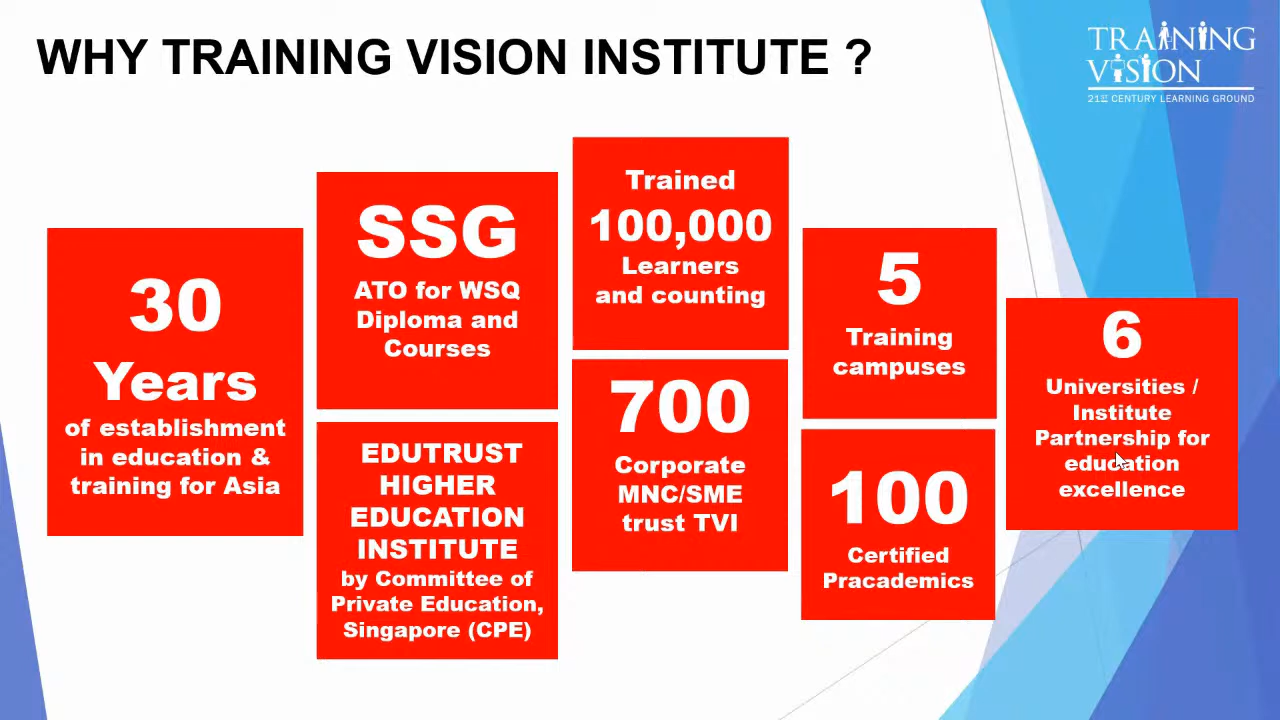 WHY TRAINING VISION INSTITUTE ?
TRAINING
VISION
21ST CENTURY LEARNING GROUND
30
Years
of establishment
in education &
training for Asia
SSG
ATO for WSQ
Diploma and
Courses
EDUTRUST
HIGHER
EDUCATION
INSTITUTE
by Committee of
Private Education,
Singapore (CPE)
Trained
100,000
Learners
and counting
700
Corporate
MNC/SME
trust TVI
5
Training
campuses
100
Certified
Pracademics
6
Universities /
Institute
Partnership for
education
excellence